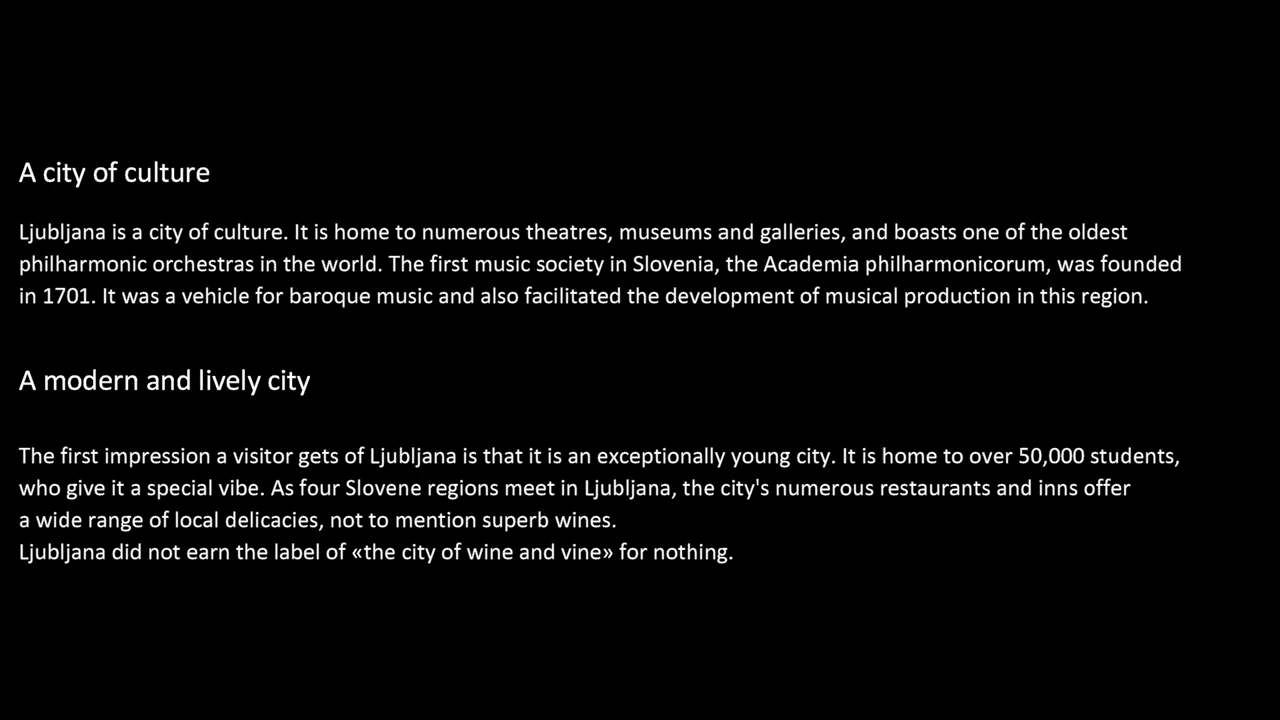 A city of culture
Ljubljana is a city of culture. It is home to numerous theatres, museums and galleries, and boasts one of the oldest
philharmonic orchestras in the world. The first music society in Slovenia, the Academia philharmonicorum, was founded
in 1701. It was a vehicle for baroque music and also facilitated the development of musical production in this region.
A modern and lively city
The first impression a visitor gets of Ljubljana is that it is an exceptionally young city. It is home to over 50,000 students,
who give it a special vibe. As four Slovene regions meet in Ljubljana, the city's numerous restaurants and inns offer
a wide range of local delicacies, not to mention superb wines.
Ljubljana did not earn the label of «the city of wine and vine» for nothing.